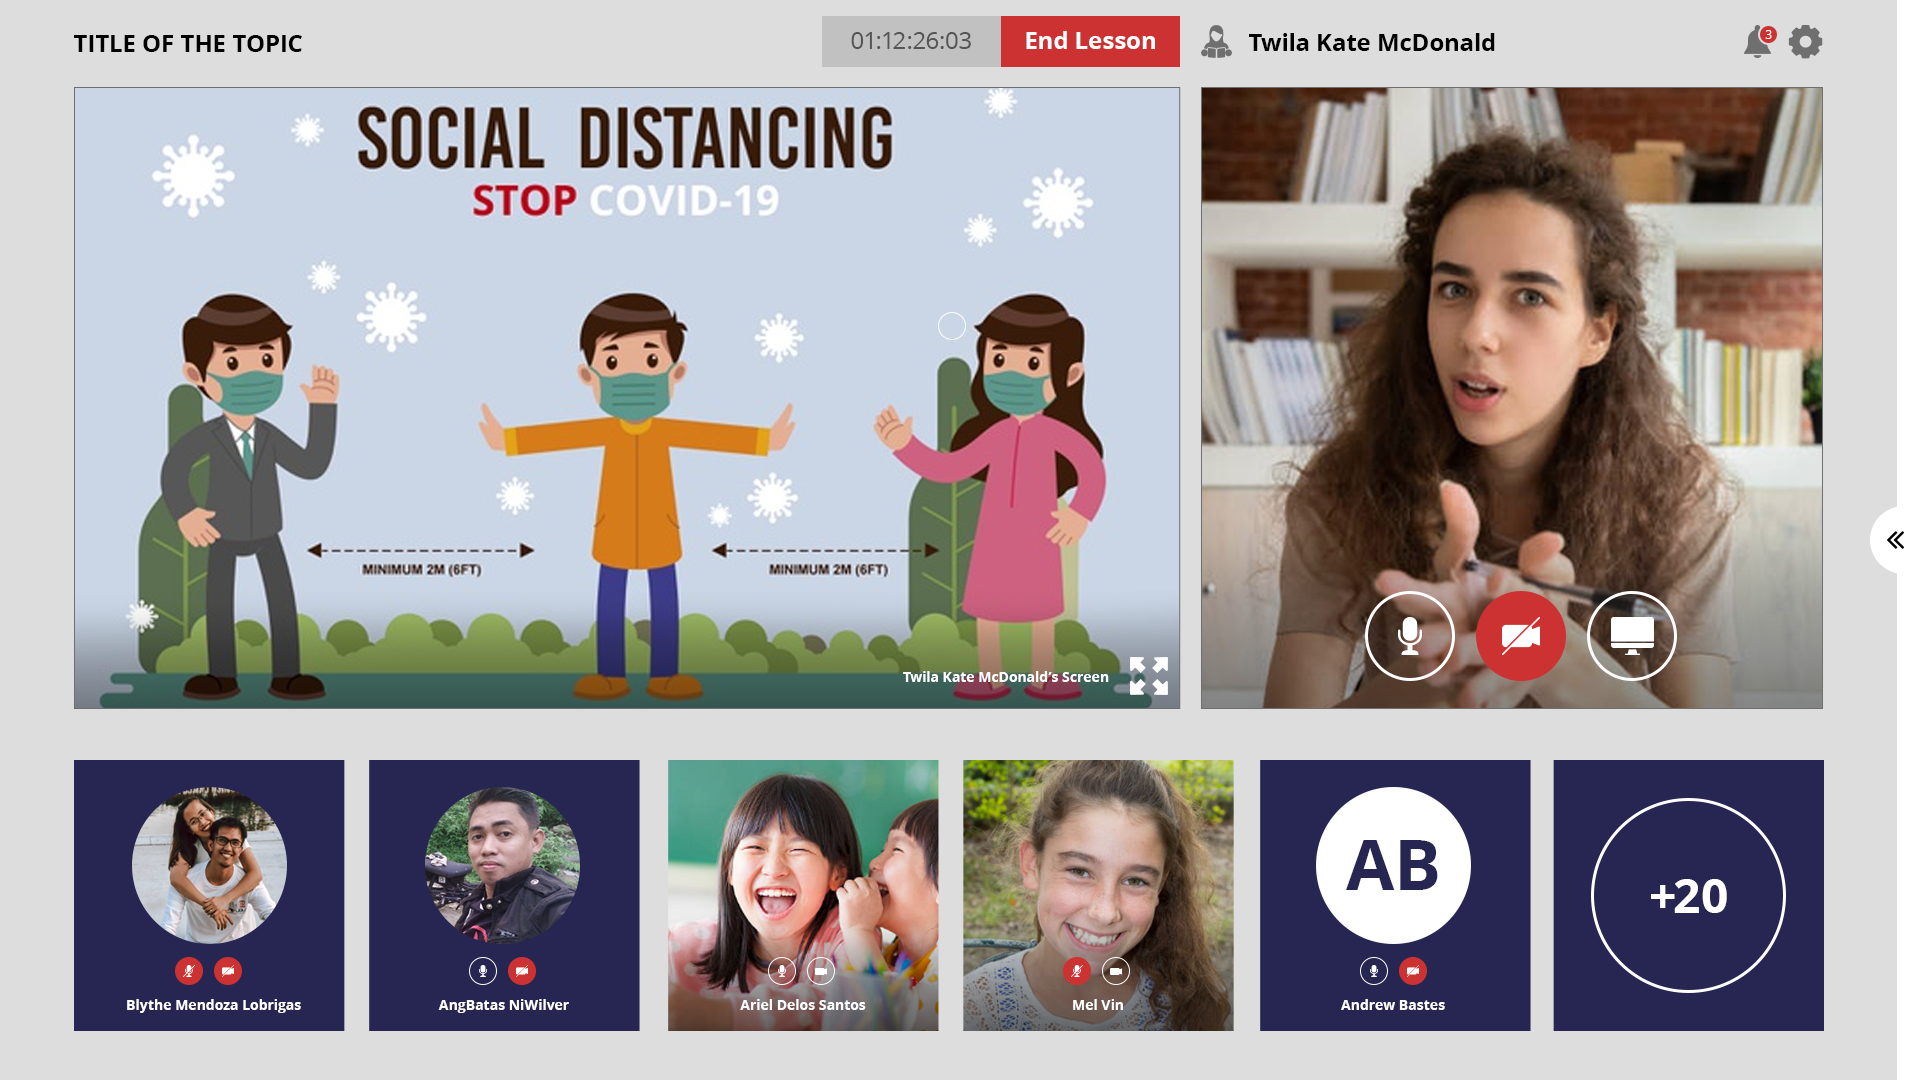 TITLE OF THE TOPIC
01:12:26:03
End Lesson
Twila Kate McDonald
3
SOCIAL DISTANCING
STOP COVID-19
MINIMUM 2M (6FT)
MINIMUM 2M (6FT)
Twila Kate McDonald's Screen
Blythe Mendoza Lobrigas
AngBatas NiWilver
Ariel Delos Santos
Mel Vin
AB
Andrew Bastes
+20